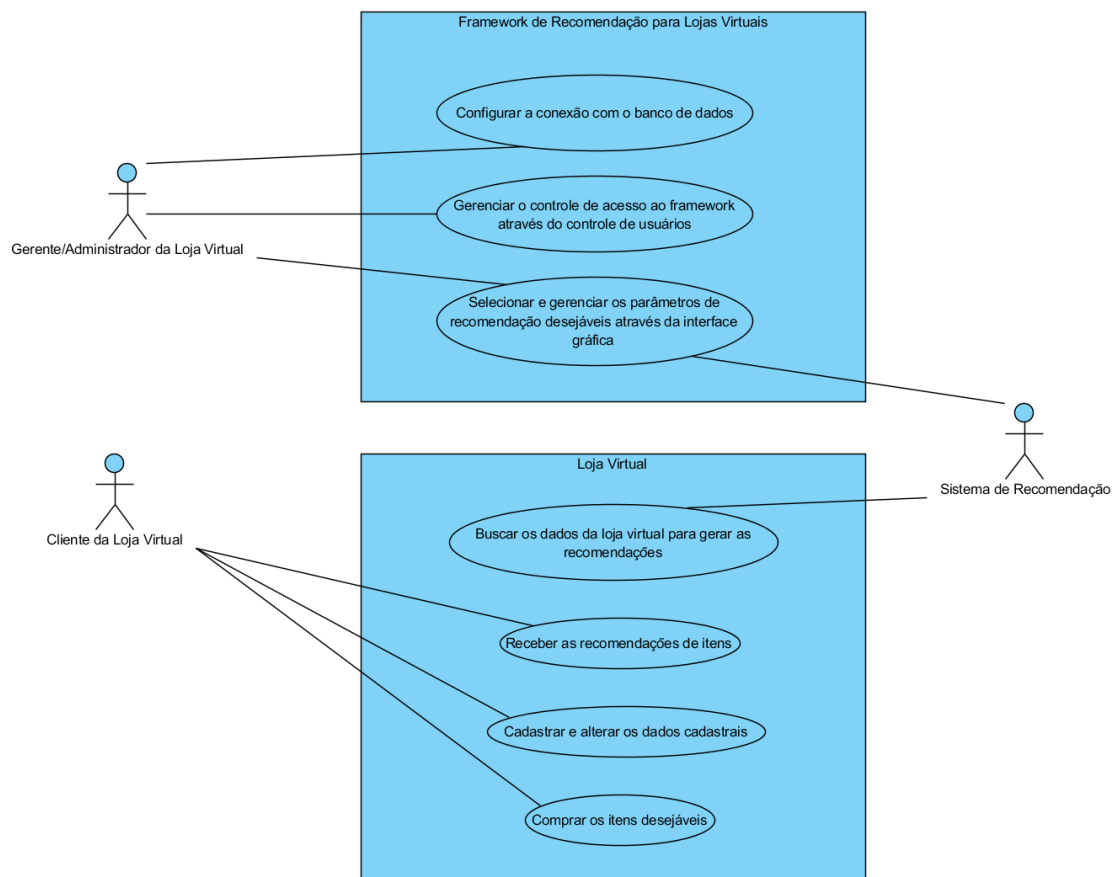 Framework de Recomendação para Lojas Virtuais
Configurar a conexão com o banco de dados
Gerenciar o controle de acesso ao framework
através do controle de usuários
Gerente/Administrador da Loja Virtual
Selecionar e gerenciar os parâmetros de
recomendação desejáveis através da interface
gráfica
Sistema de Recomendação
Loja Virtual
Cliente da Loja Virtual
Buscar os dados da loja virtual para gerar as
recomendações
Receber as recomendações de itens
Cadastrar e alterar os dados cadastrais
Comprar os itens desejáveis